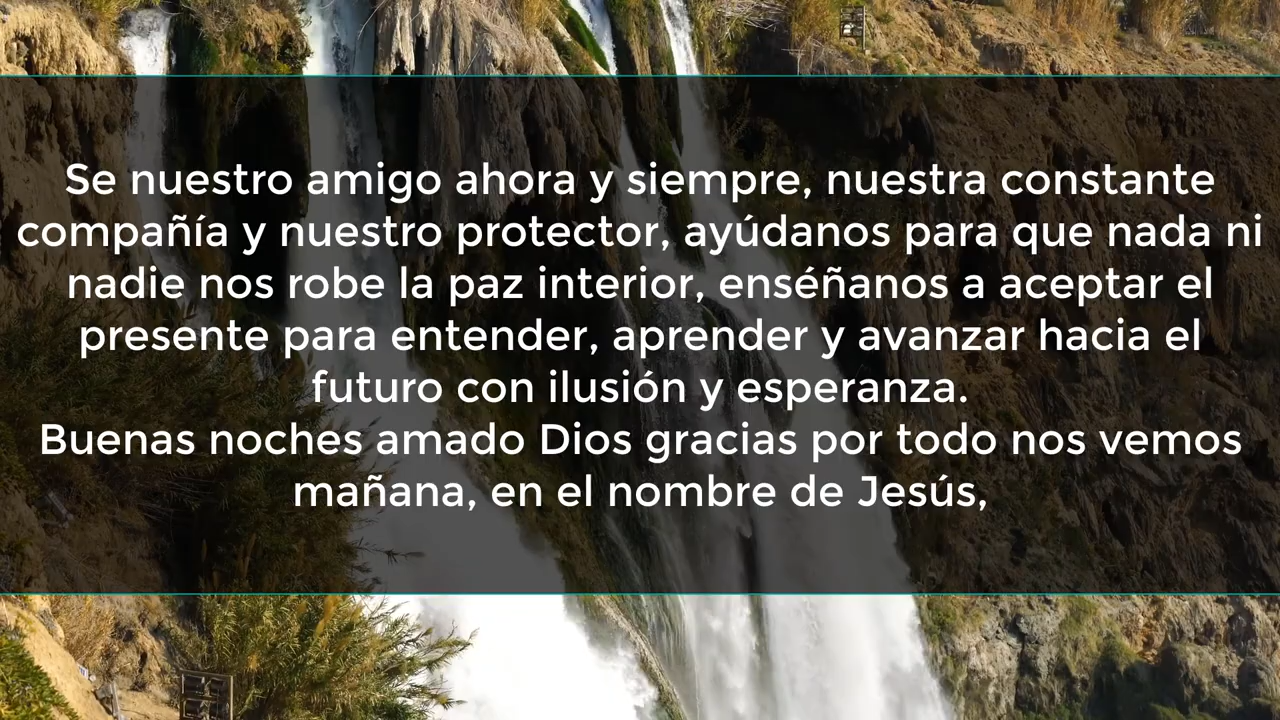 Se nuestro amigo ahora y siempre, nuestra constante
compañía y nuestro protector, ayúdanos para que nada ni
nadie nos robe la paz interior, enséñanos a aceptar el
presente para entender, aprender y avanzar hacia el
futuro con ilusión y esperanza.
Buenas noches amado Dios gracias por todo nos vemos
mañana, en el nombre de Jesús,